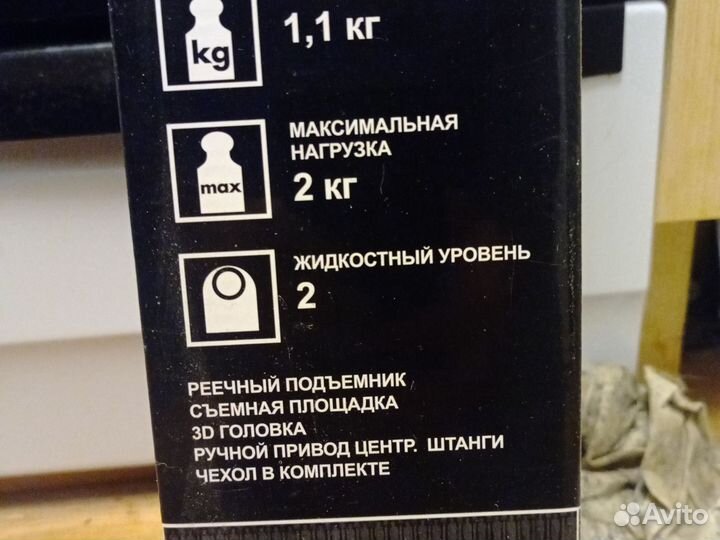 kg
1,1 кг
max
МАКСИМАЛЬНАЯ
НАГРУЗКА
2 кг
ЖИДКОСТНЫЙ УРОВЕНЬ
2
РЕЕЧНЫЙ ПОДЪЕМНИК
СЪЕМНАЯ ПЛОЩАДКА
3D ГОЛОВКА
РУЧНОЙ ПРИВОД ЦЕНТР. ШТАНГИ
ЧЕХОЛ В КОМПЛЕКТЕ
Avito